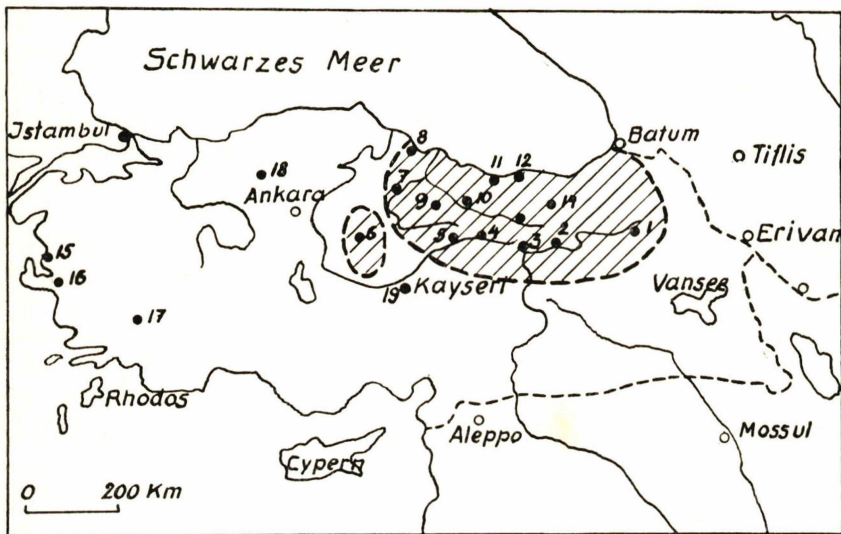 Schwarzes Meer
Istambul
Batum
Tiflis
Ankara
Erivan
Kayseri
Vansee
Rhodos
Cypern
Aleppo
Mossul
1
2
3
4
5
6
7
8
9
10
11
12
14
15
16
17
18
19
0 200 Km